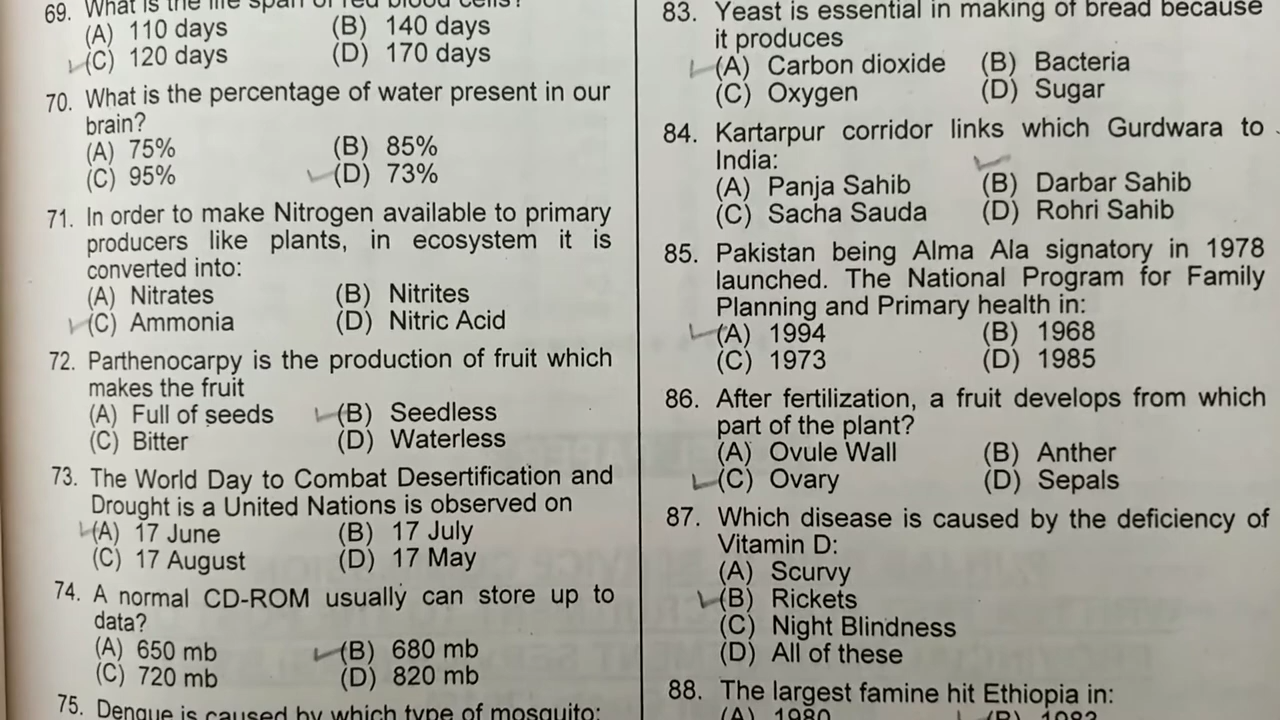 69. What is the life span of red blood cells?
(A) 110 days (B) 140 days
(C) 120 days (D) 170 days
70. What is the percentage of water present in our
brain?
(A) 75% (B) 85%
(C) 95% (D) 73%
71. In order to make Nitrogen available to primary
producers like plants, in ecosystem it is
converted into:
(A) Nitrates (B) Nitrites
(C) Ammonia (D) Nitric Acid
72. Parthenocarpy is the production of fruit which
makes the fruit
(A) Full of seeds (B) Seedless
(C) Bitter (D) Waterless
73. The World Day to Combat Desertification and
Drought is a United Nations is observed on
(A) 17 June (B) 17 July
(C) 17 August (D) 17 May
74. A normal CD-ROM usually can store up to
data?
(A) 650 mb (B) 680 mb
(C) 720 mb (D) 820 mb
75. Dengue is caused by which type of mosquito:
83. Yeast is essential in making of bread because
it produces
(A) Carbon dioxide (B) Bacteria
(C) Oxygen (D) Sugar
84. Kartarpur corridor links which Gurdwara to
India:
(A) Panja Sahib (B) Darbar Sahib
(C) Sacha Sauda (D) Rohri Sahib
85. Pakistan being Alma Ala signatory in 1978
launched. The National Program for Family
Planning and Primary health in:
(A) 1994 (B) 1968
(C) 1973 (D) 1985
86. After fertilization, a fruit develops from which
part of the plant?
(A) Ovule Wall (B) Anther
(C) Ovary (D) Sepals
87. Which disease is caused by the deficiency of
Vitamin D:
(A) Scurvy
(B) Rickets
(C) Night Blindness
(D) All of these
88. The largest famine hit Ethiopia in:
(A) 1980 (B) 1983